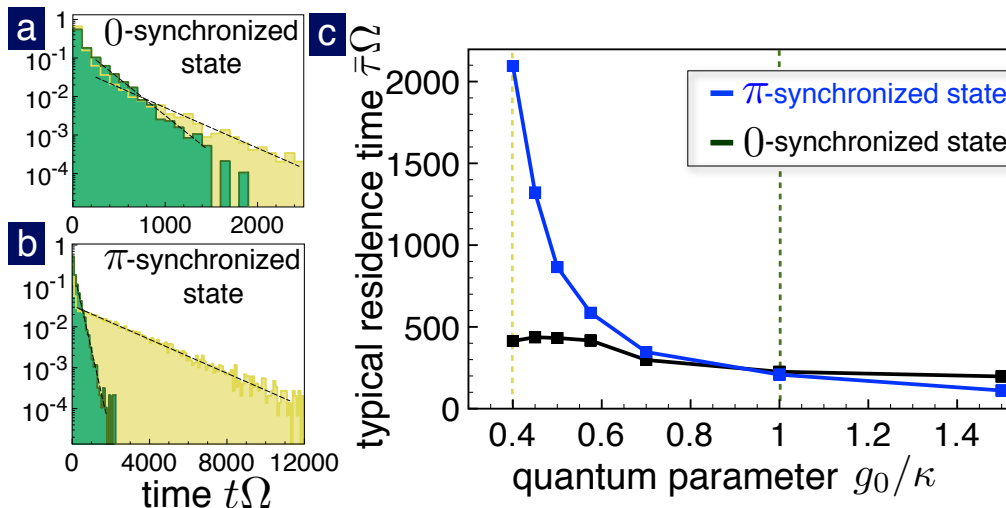 a
0-synchronized
state
1
10⁻¹
10⁻²
10⁻³
10⁻⁴
0
1000
2000
b
π-synchronized
state
1
10⁻¹
10⁻²
10⁻³
10⁻⁴
0
4000
8000
12000
time tΩ
c
typical residence time τ̄Ω
2000
1500
1000
500
0
π-synchronized state
0-synchronized state
0.4
0.6
0.8
1
1.2
1.4
quantum parameter g₀/κ